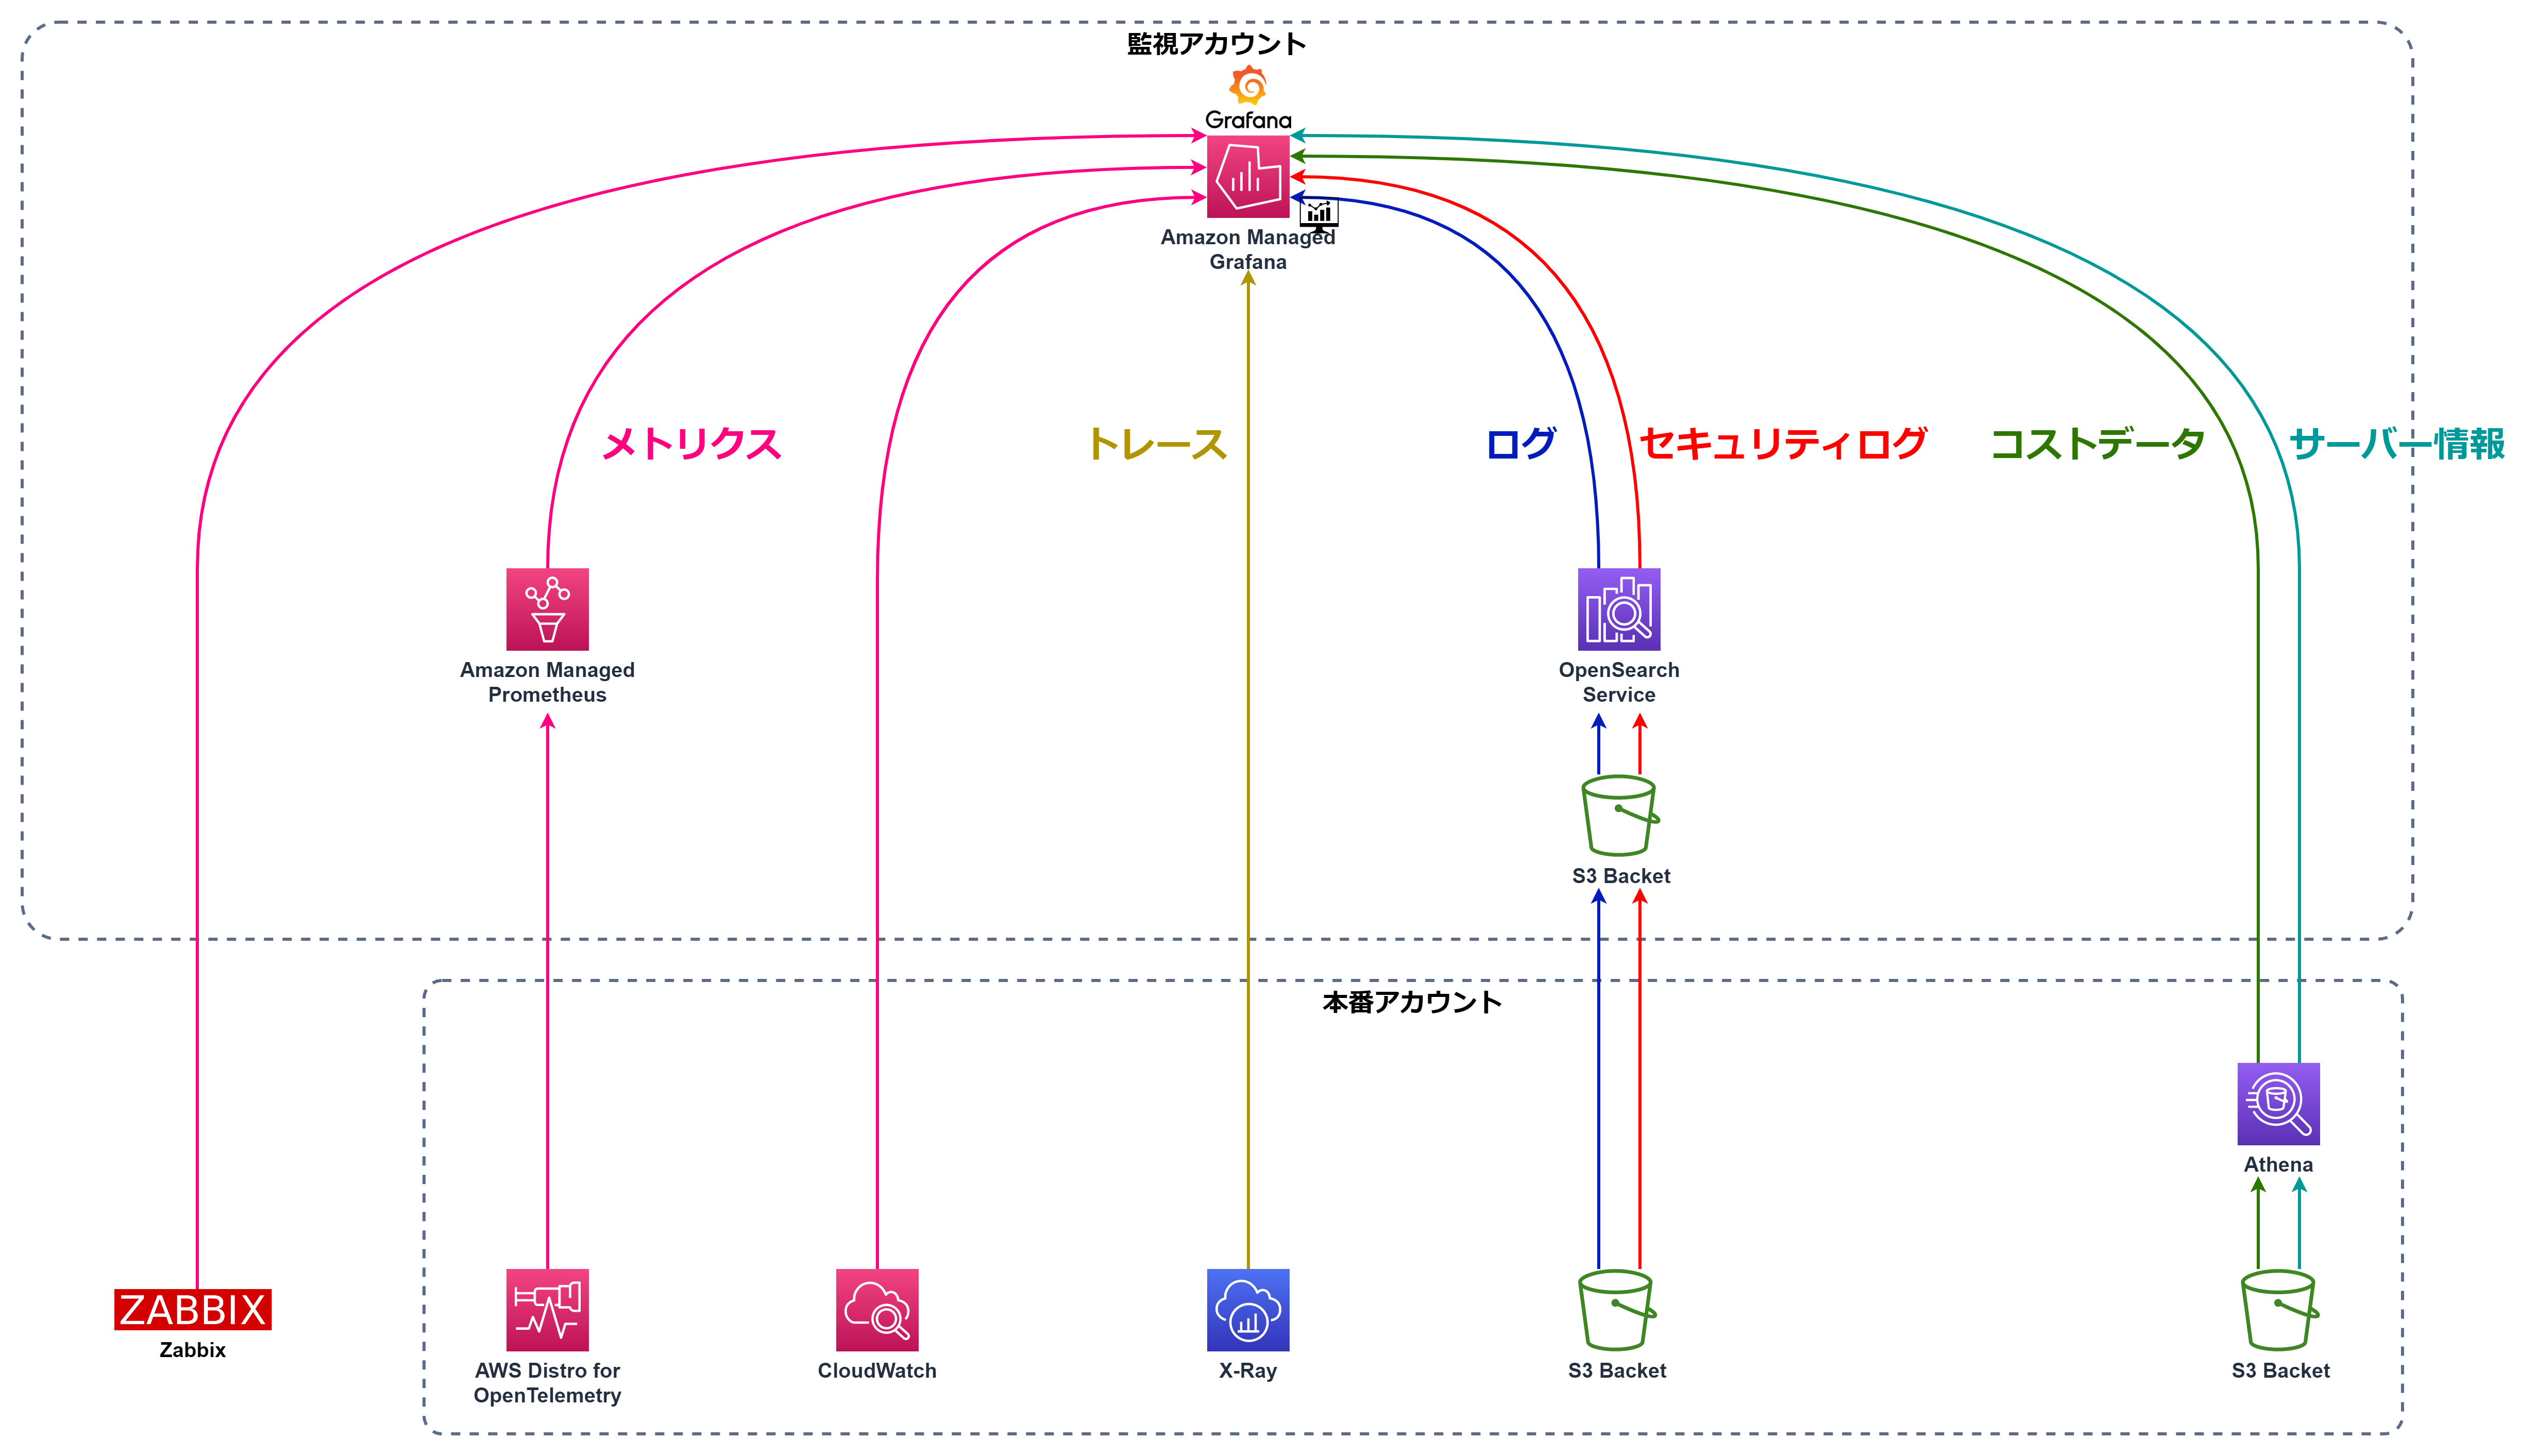 監視アカウント
Grafana
Amazon Managed
Grafana
メトリクス
トレース
ログ
セキュリティログ
コストデータ
サーバー情報
Amazon Managed
Prometheus
OpenSearch
Service
S3 Backet
本番アカウント
Athena
ZABBIX
Zabbix
AWS Distro for
OpenTelemetry
CloudWatch
X-Ray
S3 Backet
S3 Backet